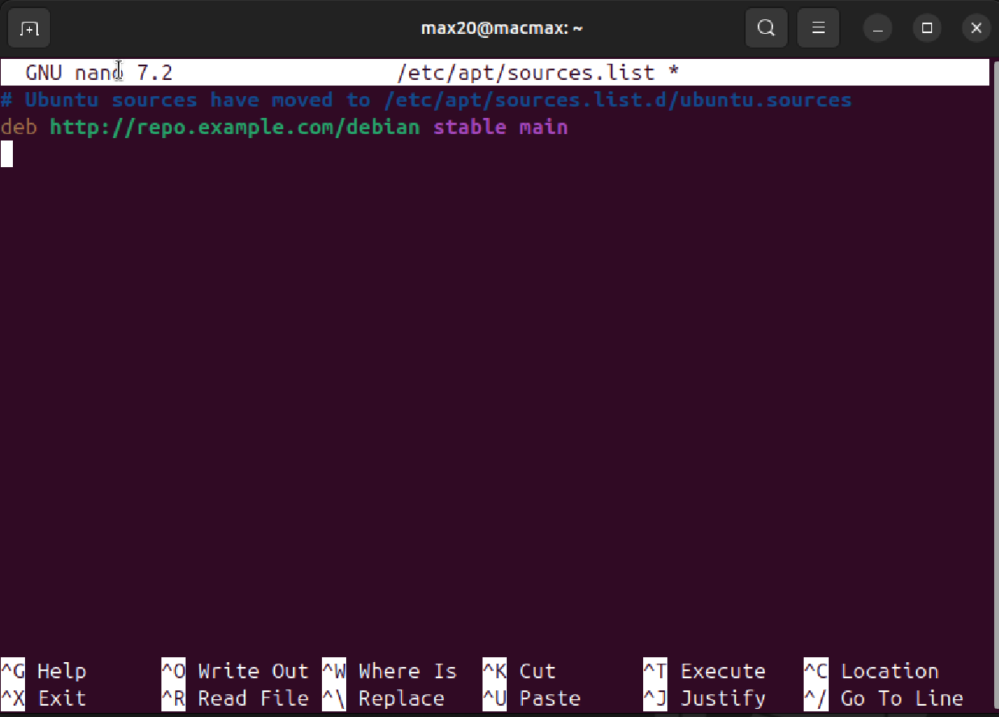 max20@macmax: ~
GNU nano 7.2 /etc/apt/sources.list *
# Ubuntu sources have moved to /etc/apt/sources.list.d/ubuntu.sources
deb http://repo.example.com/debian stable main
^G Help ^O Write Out ^W Where Is ^K Cut ^T Execute ^C Location
^X Exit ^R Read File ^\ Replace ^U Paste ^J Justify ^/ Go To Line